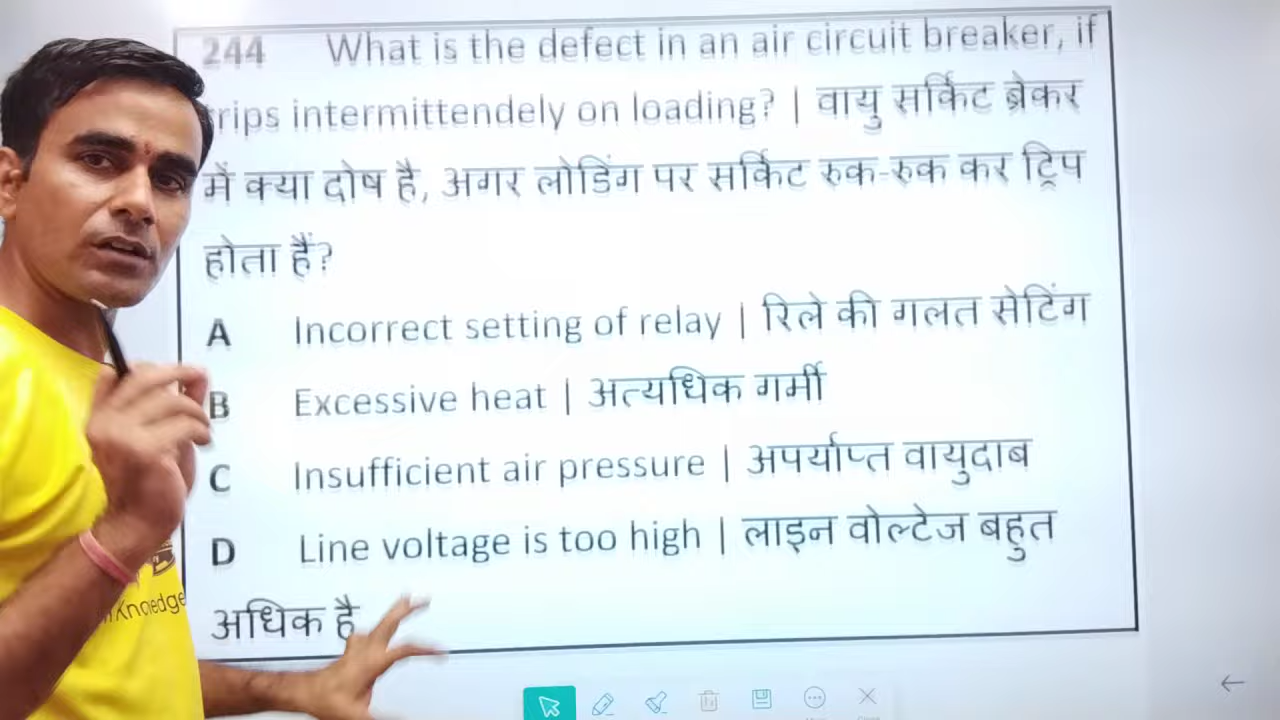 244 What is the defect in an air circuit breaker, if
trips intermittendely on loading? | वायु सर्किट ब्रेकर
में क्या दोष है, अगर लोडिंग पर सर्किट रुक-रुक कर ट्रिप
होता हैं?
A Incorrect setting of relay | रिले की गलत सेटिंग
B Excessive heat | अत्यधिक गर्मी
C Insufficient air pressure | अपर्याप्त वायुदाब
D Line voltage is too high | लाइन वोल्टेज बहुत
अधिक है